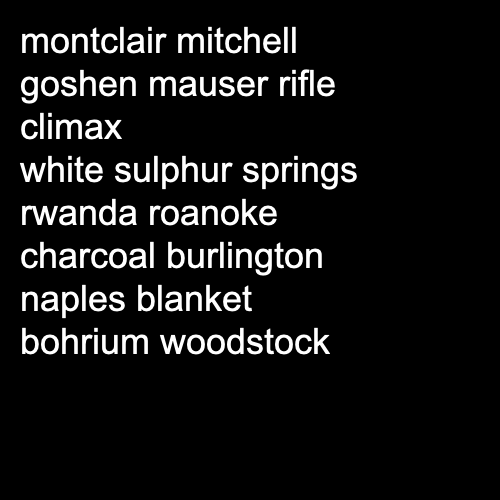 montclair mitchell
goshen mauser rifle
climax
white sulphur springs
rwanda roanoke
charcoal burlington
naples blanket
bohrium woodstock